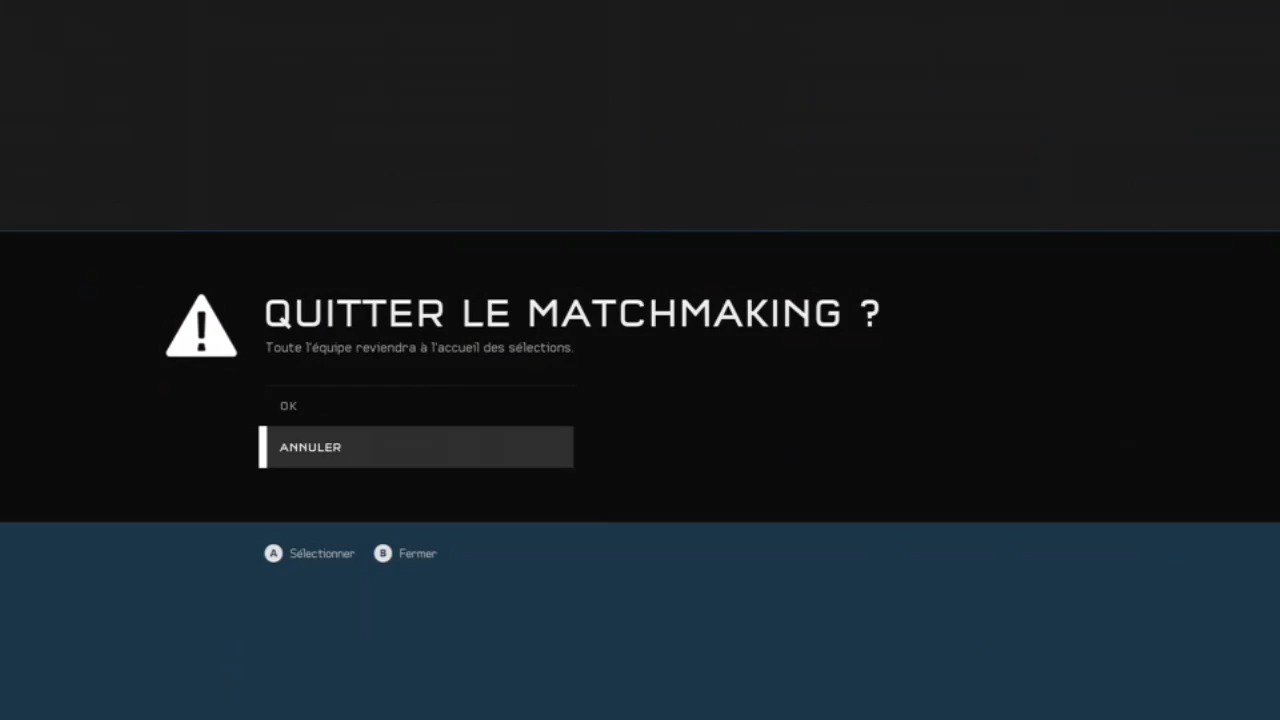 QUITTER LE MATCHMAKING ?
Toute l'équipe reviendra à l'accueil des sélections.
OK
ANNULER
A Sélectionner B Fermer